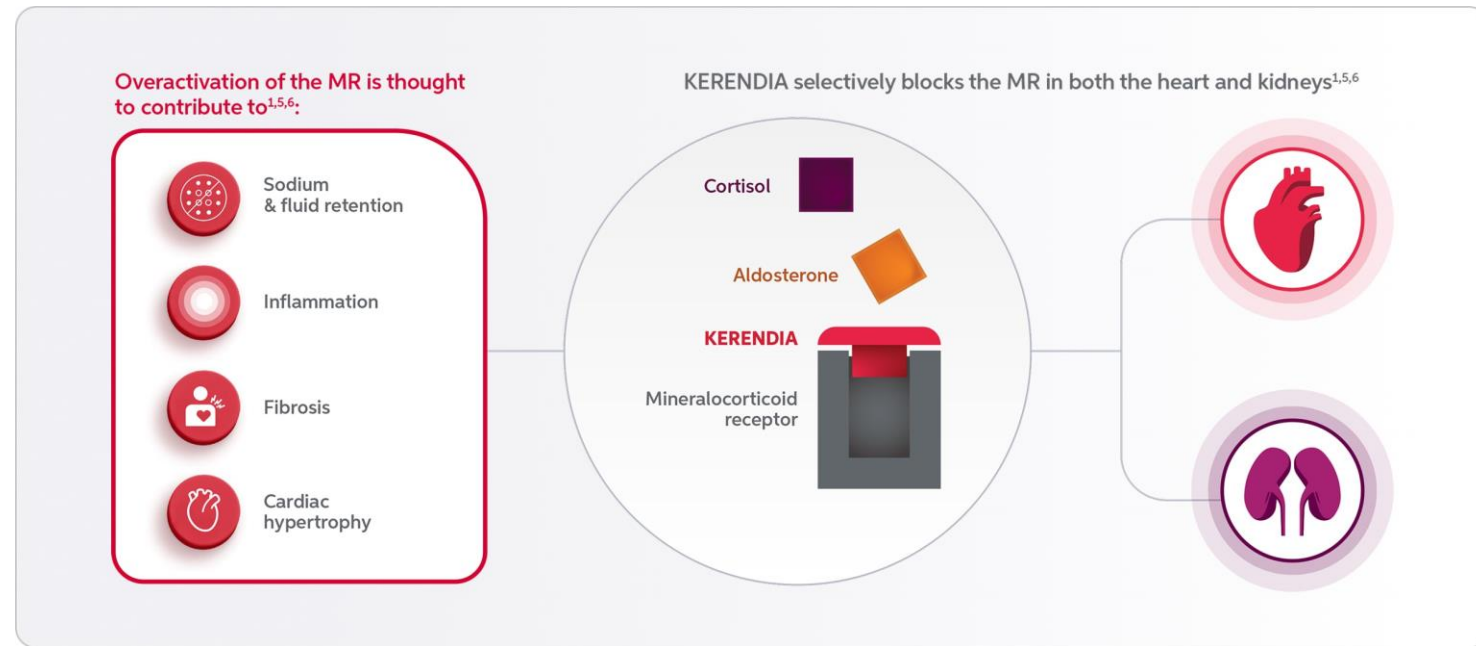 Overactivation of the MR is thought
to contribute to1,5,6:
Sodium
& fluid retention
Inflammation
Fibrosis
Cardiac
hypertrophy
KERENDIA selectively blocks the MR in both the heart and kidneys1,5,6
Cortisol
Aldosterone
KERENDIA
Mineralocorticoid
receptor